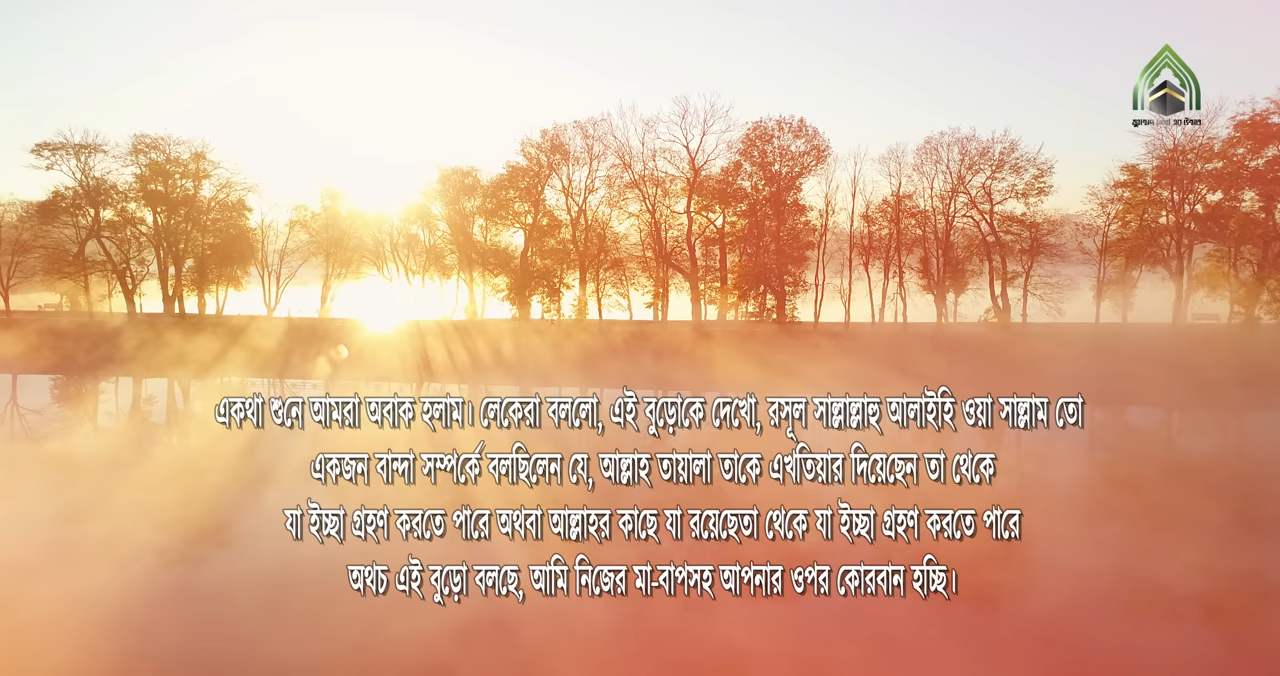 একথা শুনে আমরা অবাক হলাম। লেকেরা বললো, এই বুড়োকে দেখো, রসূল সাল্লাল্লাহু আলাইহি ওয়া সাল্লাম তো
একজন বান্দা সম্পর্কে বলছিলেন যে, আল্লাহ তায়ালা তাকে এখতিয়ার দিয়েছেন তা থেকে
যা ইচ্ছা গ্রহণ করতে পারে অথবা আল্লাহর কাছে যা রয়েছেতা থেকে যা ইচ্ছা গ্রহণ করতে পারে
অথচ এই বুড়ো বলছে, আমি নিজের মা-বাপসহ আপনার ওপর কোরবান হচ্ছি।